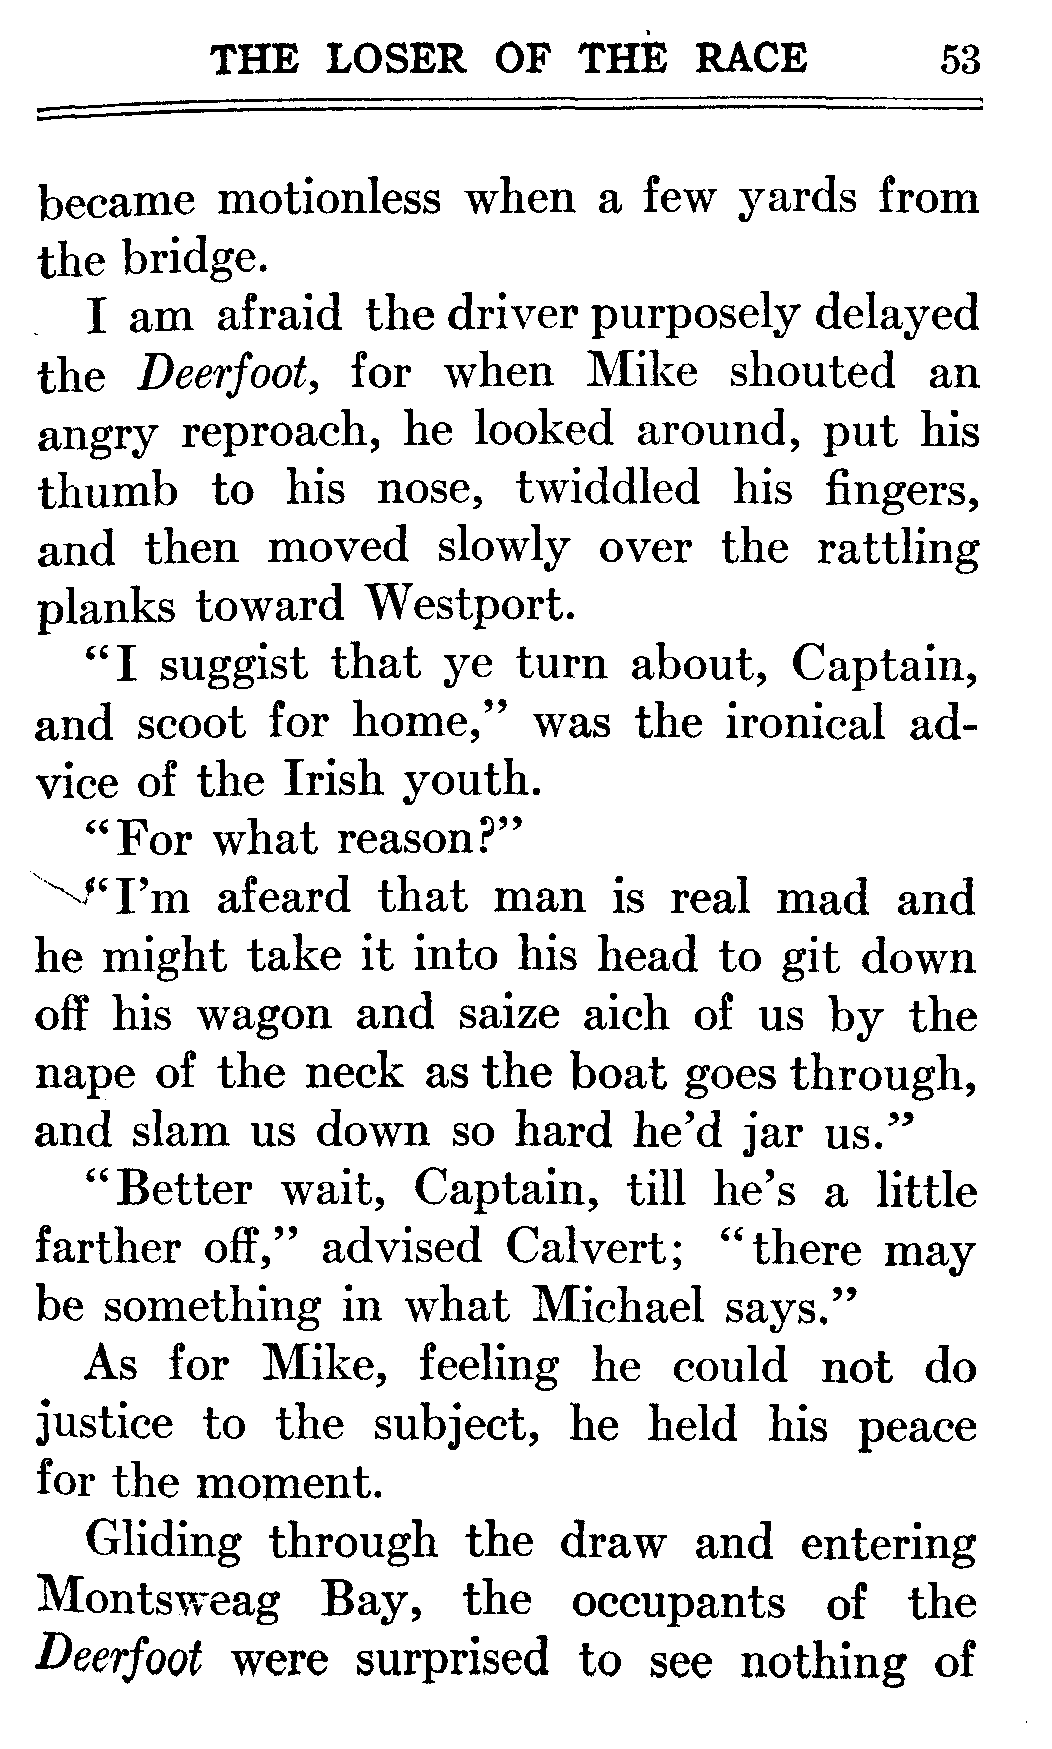 THE LOSER OF THE RACE 53
became motionless when a few yards from
the bridge.
I am afraid the driver purposely delayed
the Deerfoot, for when Mike shouted an
angry reproach, he looked around, put his
thumb to his nose, twiddled his fingers,
and then moved slowly over the rattling
planks toward Westport.
“I suggist that ye turn about, Captain,
and scoot for home,” was the ironical ad-
vice of the Irish youth.
“For what reason?”
“I’m afeard that man is real mad and
he might take it into his head to git down
off his wagon and saize aich of us by the
nape of the neck as the boat goes through,
and slam us down so hard he’d jar us.”
“Better wait, Captain, till he’s a little
farther off,” advised Calvert; “there may
be something in what Michael says.”
As for Mike, feeling he could not do
justice to the subject, he held his peace
for the moment.
Gliding through the draw and entering
Montsweag Bay, the occupants of the
Deerfoot were surprised to see nothing of